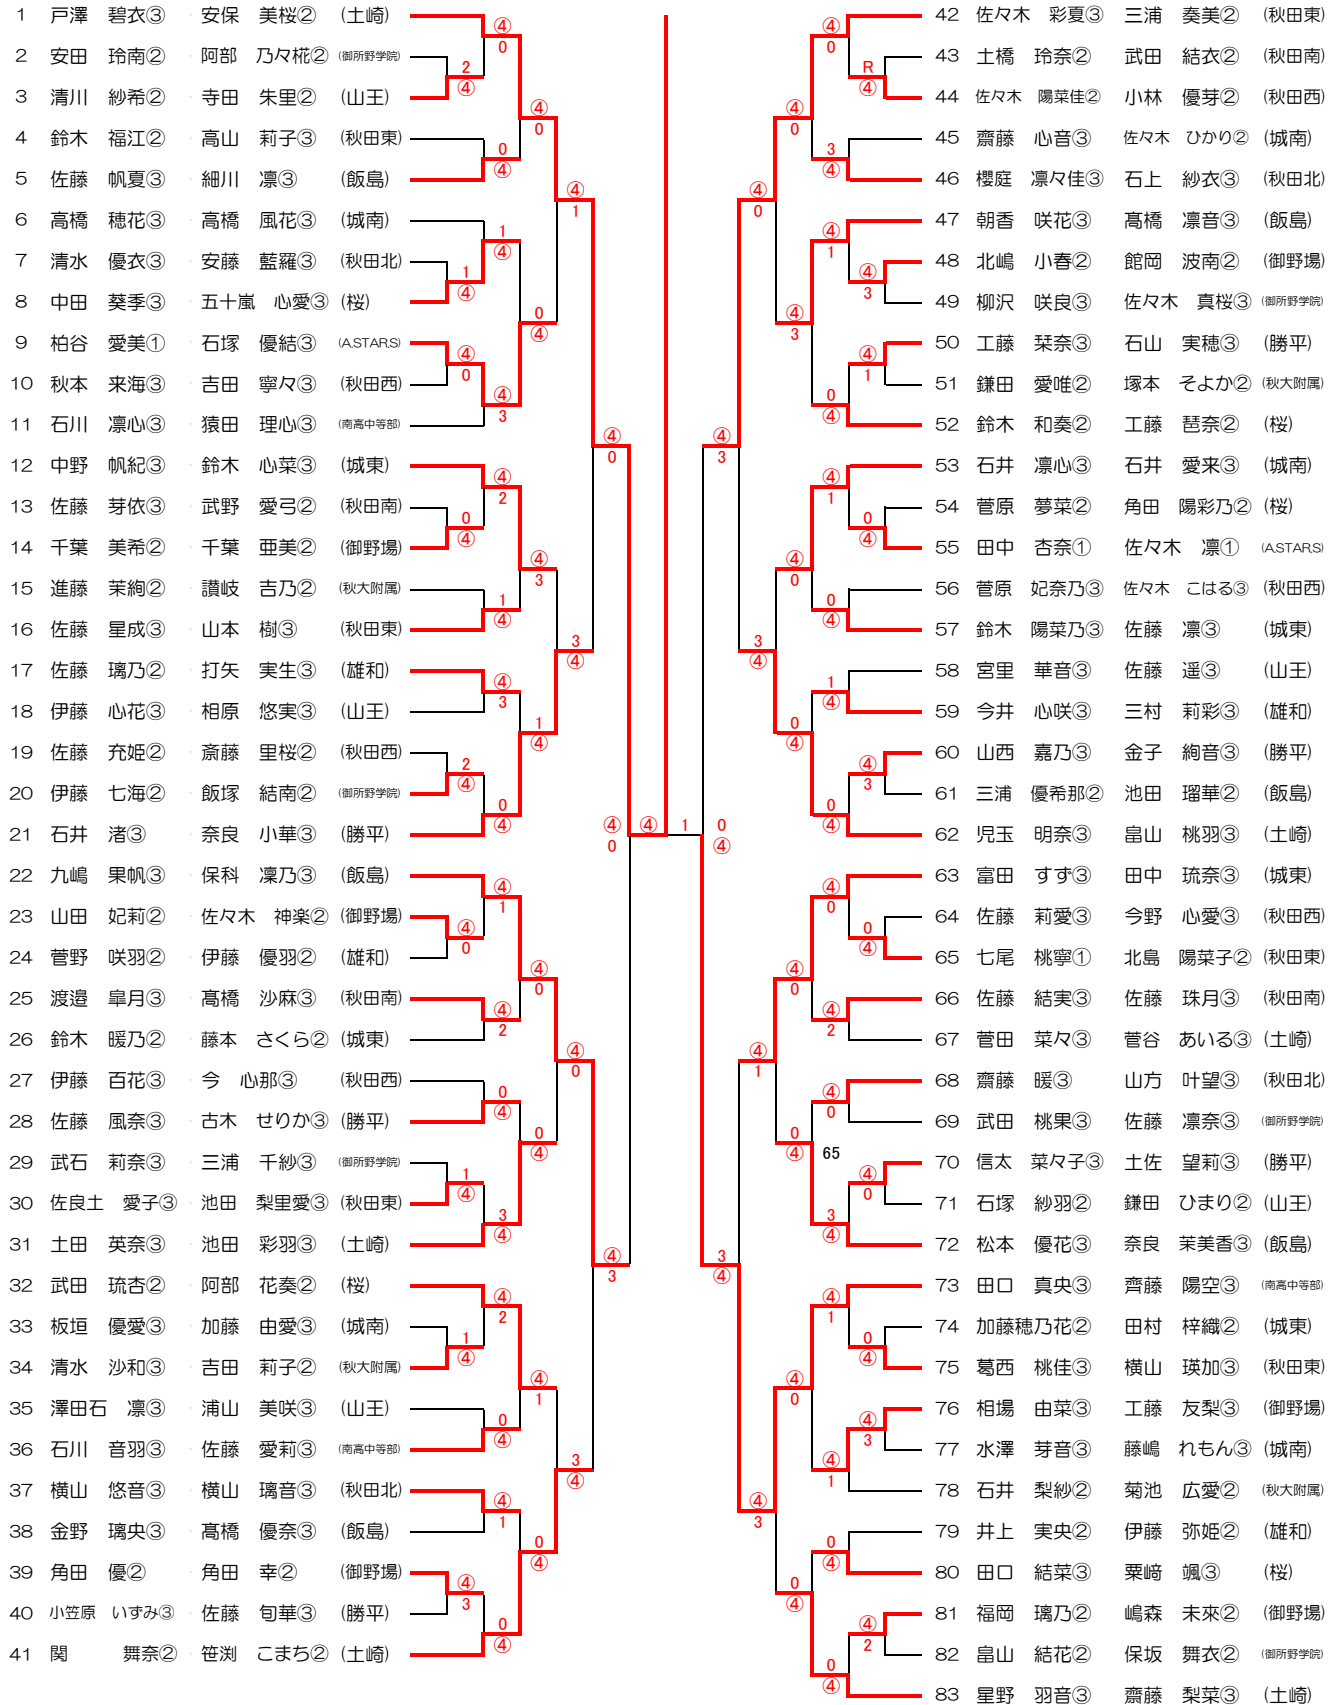 1 戸澤 碧衣③ 安保 美桜② (土崎)
2 安田 玲南② 阿部 乃々椛② (御所野学院)
3 清川 紗希② 寺田 朱里② (山王)
4 鈴木 福江② 高山 莉子③ (秋田東)
5 佐藤 帆夏③ 細川 凛③ (飯島)
6 高橋 穂花③ 高橋 風花③ (城南)
7 清水 優衣③ 安藤 藍羅③ (秋田北)
8 中田 葵季③ 五十嵐 心愛③ (桜)
9 柏谷 愛美① 石塚 優結③ (A.STARS)
10 秋本 来海③ 吉田 寧々③ (秋田西)
11 石川 凛心③ 猿田 理心③ (南高中等部)
12 中野 帆紀③ 鈴木 心菜③ (城東)
13 佐藤 芽依③ 武野 愛弓② (秋田南)
14 千葉 美希② 千葉 亜美② (御野場)
15 進藤 茉絢② 讃岐 吉乃② (秋大附属)
16 佐藤 星成③ 山本 樹③ (秋田東)
17 佐藤 璃乃② 打矢 実生③ (雄和)
18 伊藤 心花③ 相原 悠実③ (山王)
19 佐藤 充姫② 斎藤 里桜② (秋田西)
20 伊藤 七海② 飯塚 結南② (御所野学院)
21 石井 渚③ 奈良 小華③ (勝平)
22 九嶋 果帆③ 保科 凜乃③ (飯島)
23 山田 妃莉② 佐々木 神楽② (御野場)
24 菅野 咲羽② 伊藤 優羽② (雄和)
25 渡邉 皐月③ 髙橋 沙麻③ (秋田南)
26 鈴木 暖乃② 藤本 さくら② (城東)
27 伊藤 百花③ 今 心那③ (秋田西)
28 佐藤 風奈③ 古木 せりか③ (勝平)
29 武石 莉奈③ 三浦 千紗③ (御所野学院)
30 佐良土 愛子③ 池田 梨里愛③ (秋田東)
31 土田 英奈③ 池田 彩羽③ (土崎)
32 武田 琉杏② 阿部 花奏② (桜)
33 板垣 優愛③ 加藤 由愛③ (城南)
34 清水 沙和③ 吉田 莉子② (秋大附属)
35 澤田石 凛③ 浦山 美咲③ (山王)
36 石川 音羽③ 佐藤 愛莉③ (南高中等部)
37 横山 悠音③ 横山 璃音③ (秋田北)
38 金野 璃央③ 髙橋 優奈③ (飯島)
39 角田 優② 角田 幸② (御野場)
40 小笠原 いずみ③ 佐藤 旬華③ (勝平)
41 関 舞奈② 笹渕 こまち② (土崎)
42 佐々木 彩夏③ 三浦 奏美② (秋田東)
43 土橋 玲奈② 武田 結衣② (秋田南)
44 佐々木 陽菜佳② 小林 優芽② (秋田西)
45 齋藤 心音③ 佐々木 ひかり② (城南)
46 櫻庭 凛々佳③ 石上 紗衣③ (秋田北)
47 朝香 咲花③ 髙橋 凛音③ (飯島)
48 北嶋 小春② 館岡 波南② (御野場)
49 柳沢 咲良③ 佐々木 真桜③ (御所野学院)
50 工藤 栞奈③ 石山 実穂③ (勝平)
51 鎌田 愛唯② 塚本 そよか② (秋大附属)
52 鈴木 和奏② 工藤 琶奈② (桜)
53 石井 凛心③ 石井 愛来③ (城南)
54 菅原 夢菜② 角田 陽彩乃② (桜)
55 田中 杏奈① 佐々木 凛① (A.STARS)
56 菅原 妃奈乃③ 佐々木 こはる③ (秋田西)
57 鈴木 陽菜乃③ 佐藤 凛③ (城東)
58 宮里 華音③ 佐藤 遥③ (山王)
59 今井 心咲③ 三村 莉彩③ (雄和)
60 山西 嘉乃③ 金子 絢音③ (勝平)
61 三浦 優希那② 池田 瑠華② (飯島)
62 児玉 明奈③ 畠山 桃羽③ (土崎)
63 富田 すず③ 田中 琉奈③ (城東)
64 佐藤 莉愛③ 今野 心愛③ (秋田西)
65 七尾 桃寧① 北島 陽菜子② (秋田東)
66 佐藤 結実③ 佐藤 珠月③ (秋田南)
67 菅田 菜々③ 菅谷 あいる③ (土崎)
68 齋藤 暖③ 山方 叶望③ (秋田北)
69 武田 桃果③ 佐藤 凛奈③ (御所野学院)
65
70 信太 菜々子③ 土佐 望莉③ (勝平)
71 石塚 紗羽② 鎌田 ひまり② (山王)
72 松本 優花③ 奈良 茉美香③ (飯島)
73 田口 真央③ 齊藤 陽空③ (南高中等部)
74 加藤穂乃花② 田村 梓織② (城東)
75 葛西 桃佳③ 横山 瑛加③ (秋田東)
76 相場 由菜③ 工藤 友梨③ (御野場)
77 水澤 芽音③ 藤嶋 れもん③ (城南)
78 石井 梨紗② 菊池 広愛② (秋大附属)
79 井上 実央② 伊藤 弥姫② (雄和)
80 田口 結菜③ 粟﨑 颯③ (桜)
81 福岡 璃乃② 嶋森 未來② (御野場)
82 畠山 結花② 保坂 舞衣② (御所野学院)
83 星野 羽音③ 齋藤 梨菜③ (土崎)